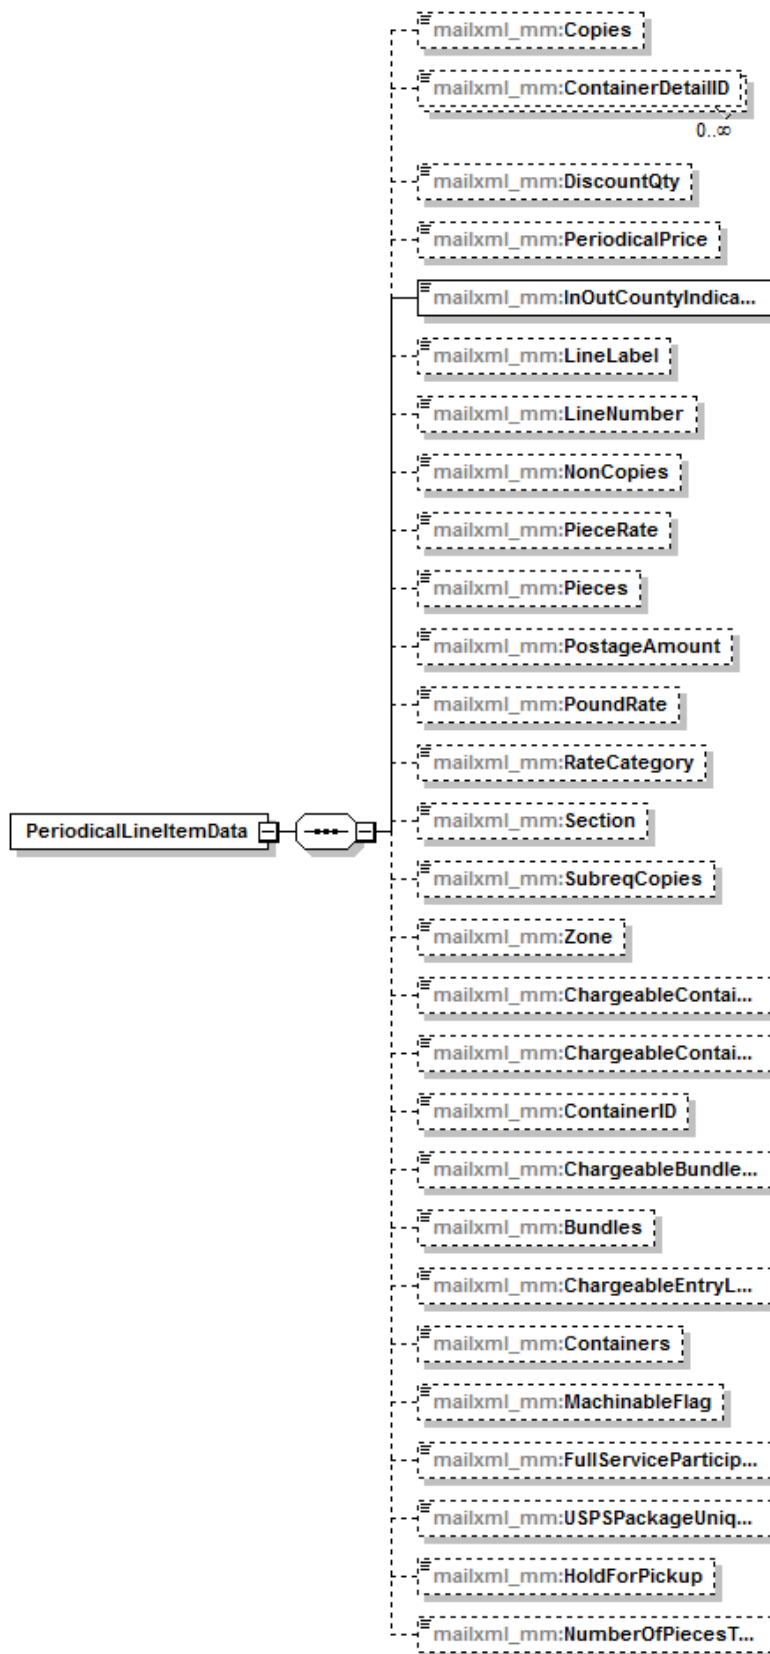 mailxml_mm:Copies
mailxml_mm:ContainerDetailID
0..∞
mailxml_mm:DiscountQty
mailxml_mm:PeriodicalPrice
mailxml_mm:InOutCountyIndica...
mailxml_mm:LineLabel
mailxml_mm:LineNumber
mailxml_mm:NonCopies
mailxml_mm:PieceRate
mailxml_mm:Pieces
mailxml_mm:PostageAmount
mailxml_mm:PoundRate
mailxml_mm:RateCategory
mailxml_mm:Section
PeriodicalLineItemData
mailxml_mm:SubreqCopies
mailxml_mm:Zone
mailxml_mm:ChargeableContai...
mailxml_mm:ChargeableContai...
mailxml_mm:ContainerID
mailxml_mm:ChargeableBundle...
mailxml_mm:Bundles
mailxml_mm:ChargeableEntryL...
mailxml_mm:Containers
mailxml_mm:MachinableFlag
mailxml_mm:FullServiceParticip...
mailxml_mm:USPSPackageUniq...
mailxml_mm:HoldForPickup
mailxml_mm:NumberOfPiecesT...